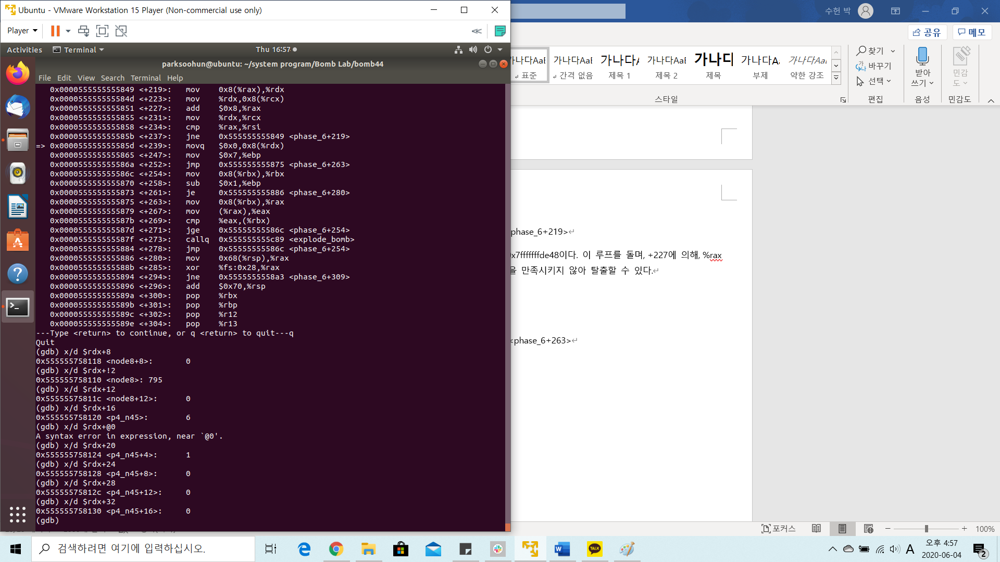 Ubuntu - VMware Workstation 15 Player (Non-commercial use only)
Player
Activities
Terminal
Thu 16:57
parksoohun@ubuntu: ~/system program/Bomb Lab/bomb44
File Edit View Search Terminal Help
0x0000555555555849 <+219>: mov 0x8(%rax),%rdx
0x000055555555584d <+223>: mov %rdx,0x8(%rcx)
0x0000555555555851 <+227>: add $0x8,%rax
0x0000555555555855 <+231>: mov %rdx,%rcx
0x0000555555555858 <+234>: cmp %rax,%rsi
0x000055555555585b <+237>: jne 0x555555555849 <phase_6+219>
=> 0x000055555555585d <+239>: movq $0x0,0x8(%rdx)
0x0000555555555865 <+247>: mov $0x7,%ebp
0x000055555555586a <+252>: jmp 0x555555555875 <phase_6+263>
0x000055555555586c <+254>: mov 0x8(%rbx),%rbx
0x0000555555555870 <+258>: sub $0x1,%ebp
0x0000555555555873 <+261>: je 0x555555555886 <phase_6+280>
0x0000555555555875 <+263>: mov 0x8(%rbx),%rax
0x0000555555555879 <+267>: mov (%rax),%eax
0x000055555555587b <+269>: cmp %eax,(%rbx)
0x000055555555587d <+271>: jge 0x55555555586c <phase_6+254>
0x000055555555587f <+273>: callq 0x555555555c89 <explode_bomb>
0x0000555555555884 <+278>: jmp 0x55555555586c <phase_6+254>
0x0000555555555886 <+280>: mov 0x68(%rsp),%rax
0x000055555555588b <+285>: xor %fs:0x28,%rax
0x0000555555555894 <+294>: jne 0x5555555558a3 <phase_6+309>
0x0000555555555896 <+296>: add $0x70,%rsp
0x000055555555589a <+300>: pop %rbx
0x000055555555589b <+301>: pop %rbp
0x000055555555589c <+302>: pop %r12
0x000055555555589e <+304>: pop %r13
---Type <return> to continue, or q <return> to quit---q
Quit
(gdb) x/d $rdx+8
0x555555758118 <node8+8>: 0
(gdb) x/d $rdx+!2
0x555555758110 <node8>: 795
(gdb) x/d $rdx+12
0x55555575811c <node8+12>: 0
(gdb) x/d $rdx+16
0x555555758120 <p4_n45>: 6
(gdb) x/d $rdx+@0
A syntax error in expression, near `@0'.
(gdb) x/d $rdx+20
0x555555758124 <p4_n45+4>: 1
(gdb) x/d $rdx+24
0x555555758128 <p4_n45+8>: 0
(gdb) x/d $rdx+28
0x55555575812c <p4_n45+12>: 0
(gdb) x/d $rdx+32
0x555555758130 <p4_n45+16>: 0
(gdb)
수헌 박
공유 메모
가나다AaB 가나다AaB 가나다A 가나다AaB 가나다 가나다Aa 가나다AaB
표준 간격 없음 제목 1 제목 2 제목 부제 약한 강조
스타일
찾기
바꾸기
선택
편집
받아
쓰기
음성
민감
도
민감도
phase_6+219>
0x7fffffffde48이다. 이 루프를 돌며, +227에 의해, %rax
을 만족시키지 않아 탈출할 수 있다.
<phase_6+263>
포커스
100%
검색하려면 여기에 입력하십시오.
TALK
A
오후 4:57
2020-06-04
2